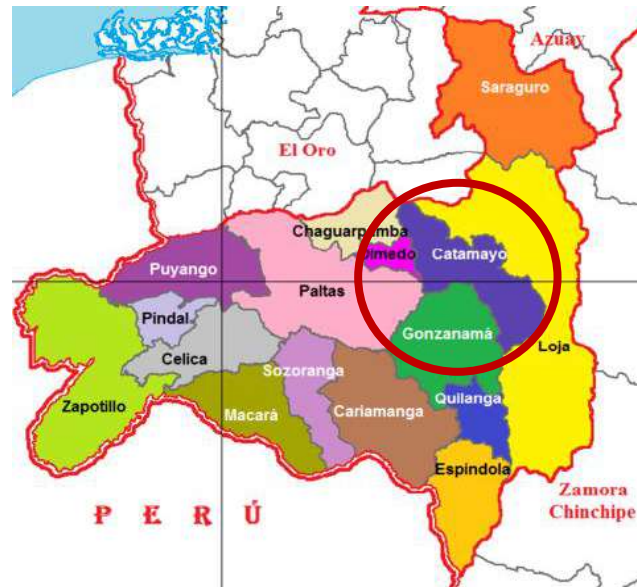 Azuay
Saraguro
El Oro
Chaguarpamba
Olmedo
Catamayo
Puyango
Paltas
Pindal
Gonzanamá
Loja
Celica
Sozoranga
Zapotillo
Macará
Cariamanga
Quilanga
Espíndola
Zamora
Chinchipe
P E R Ú